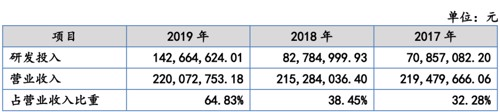 单位：元
项目 2019 年 2018 年 2017 年
研发投入 142,664,624.01 82,784,999.93 70,857,082.20
营业收入 220,072,753.18 215,284,036.40 219,479,666.06
占营业收入比重 64.83% 38.45% 32.28%